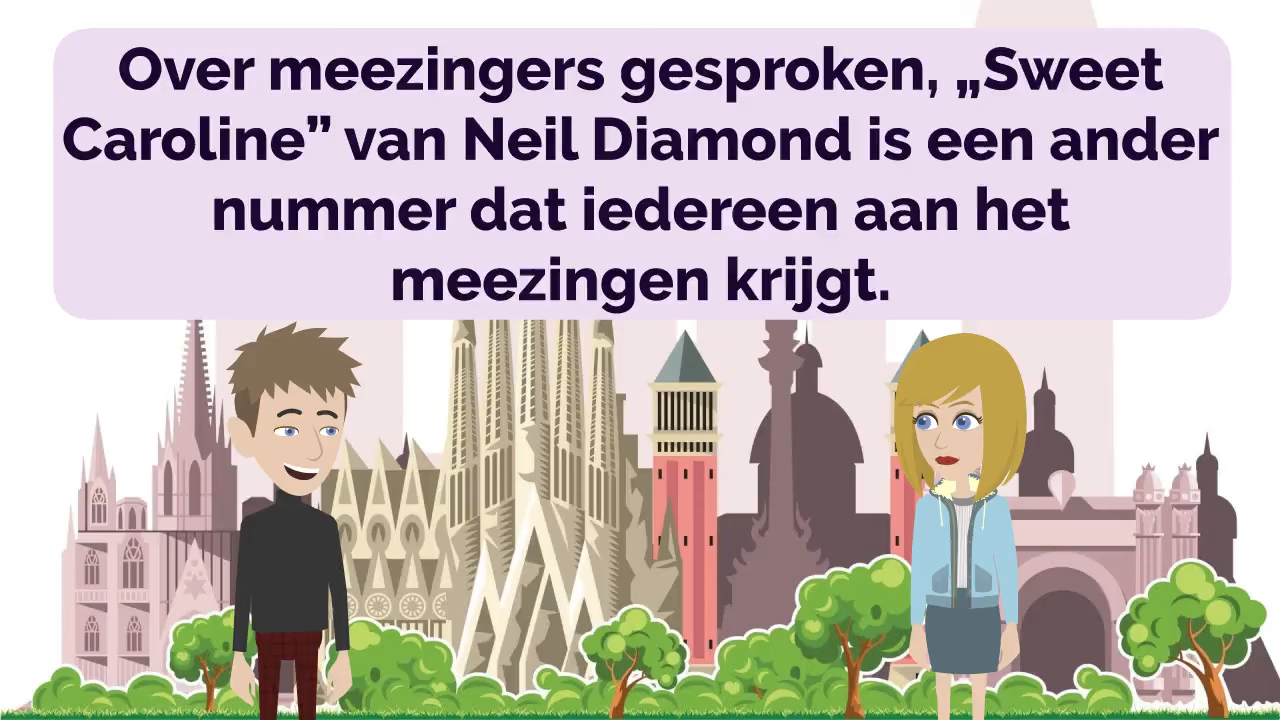 Over meezingers gesproken, „Sweet
Caroline” van Neil Diamond is een ander
nummer dat iedereen aan het
meezingen krijgt.